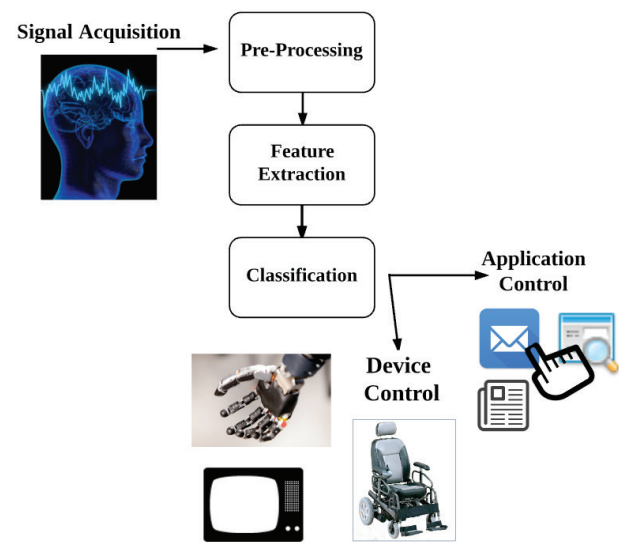 Signal Acquisition
Pre-Processing
Feature
Extraction
Classification
Application
Control
Device
Control